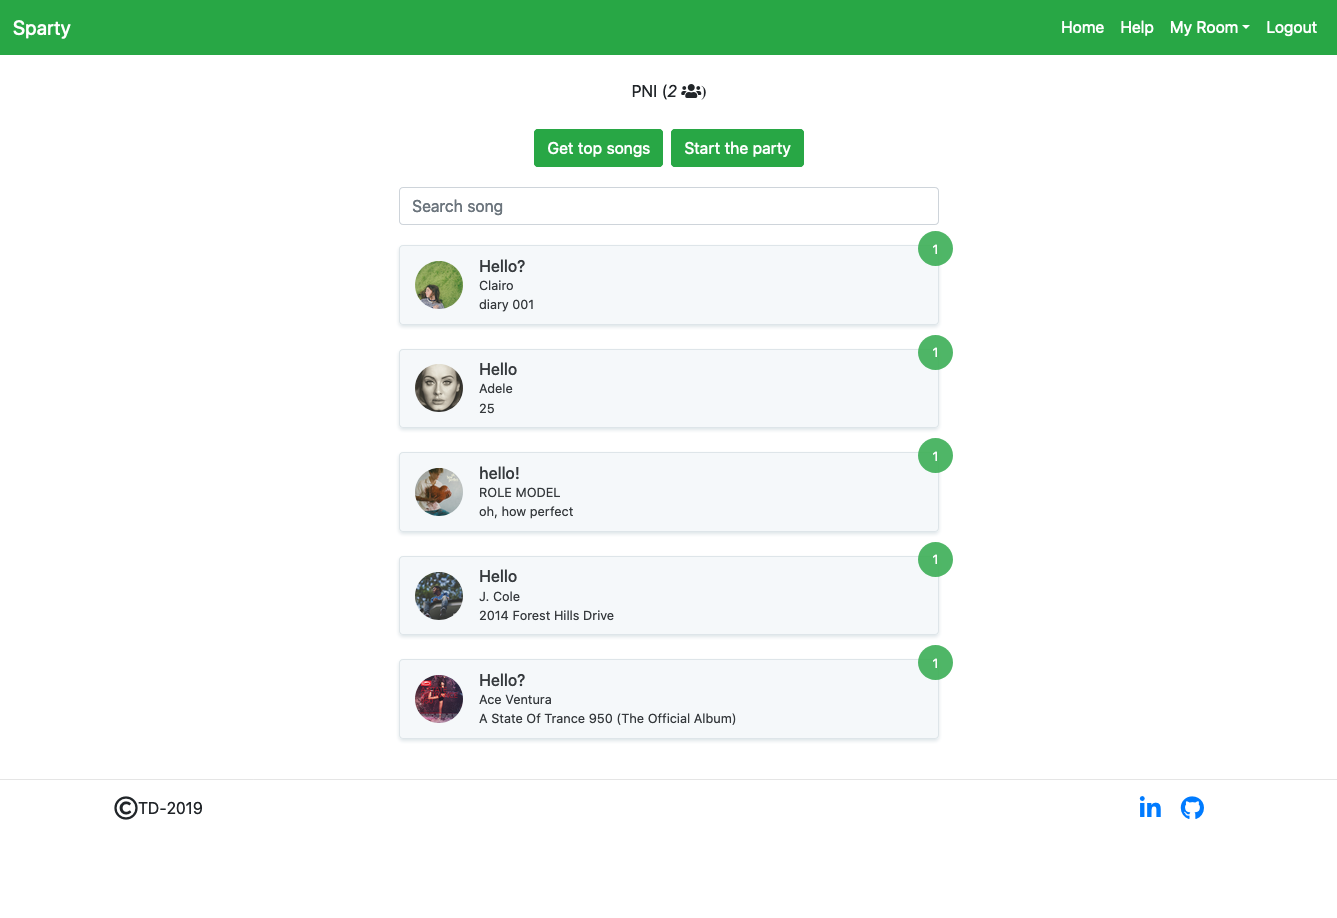 Sparty
Home Help My Room Logout
PNI (2 )
Get top songs Start the party
Search song
1
Hello?
Clairo
diary 001
1
Hello
Adele
25
1
hello!
ROLE MODEL
oh, how perfect
1
Hello
J. Cole
2014 Forest Hills Drive
1
Hello?
Ace Ventura
A State Of Trance 950 (The Official Album)
©TD-2019
in